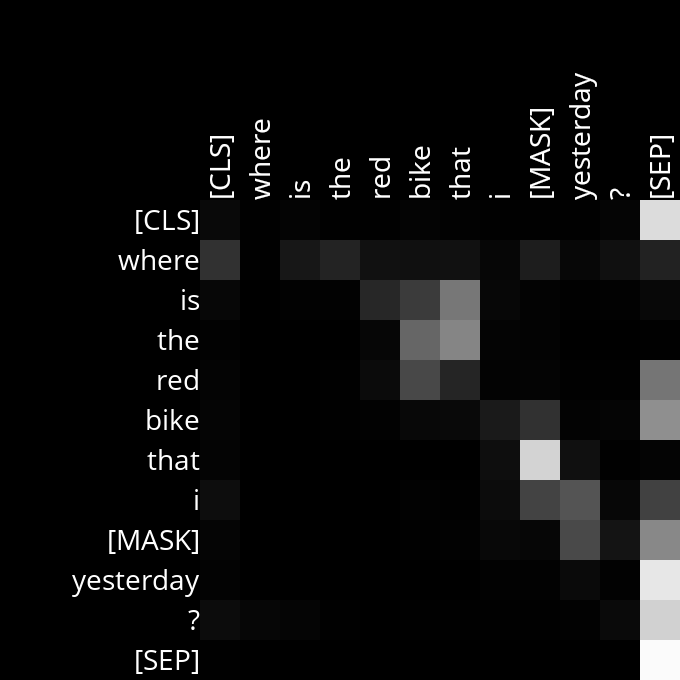 [CLS] where is the red bike that i [MASK] yesterday ? [SEP]
[CLS]
where
is
the
red
bike
that
i
[MASK]
yesterday
?
[SEP]